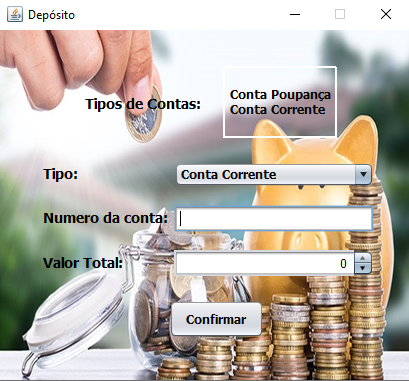 Depósito
Tipos de Contas:
Conta Poupança
Conta Corrente
Tipo:
Conta Corrente
Numero da conta:
Valor Total:
0
Confirmar